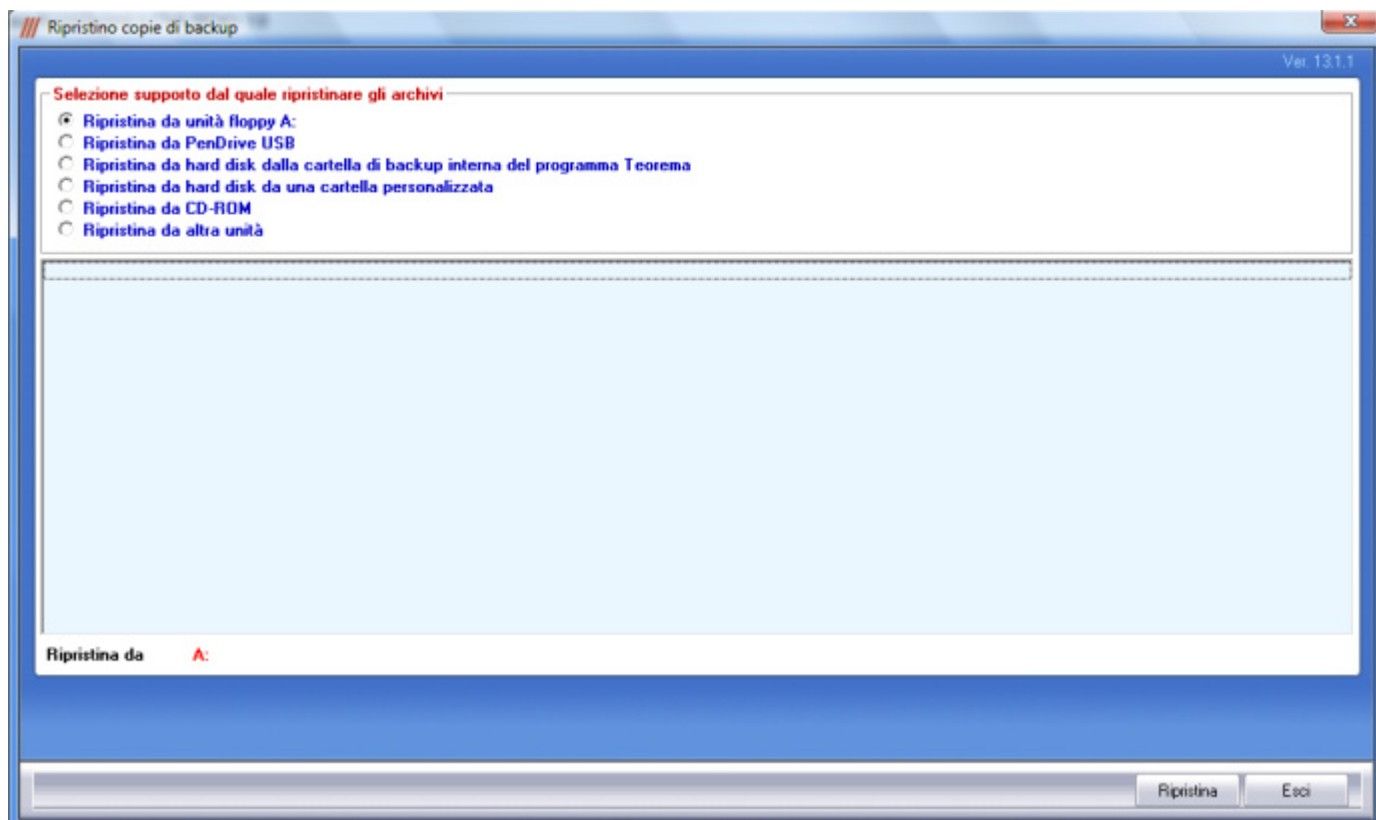 Ripristino copie di backup
Ver. 13.1.1
Selezione supporto dal quale ripristinare gli archivi
Ripristina da unità floppy A:
Ripristina da PenDrive USB
Ripristina da hard disk dalla cartella di backup interna del programma Teorema
Ripristina da hard disk da una cartella personalizzata
Ripristina da CD-ROM
Ripristina da altra unità
Ripristina da A:
Ripristina Esci